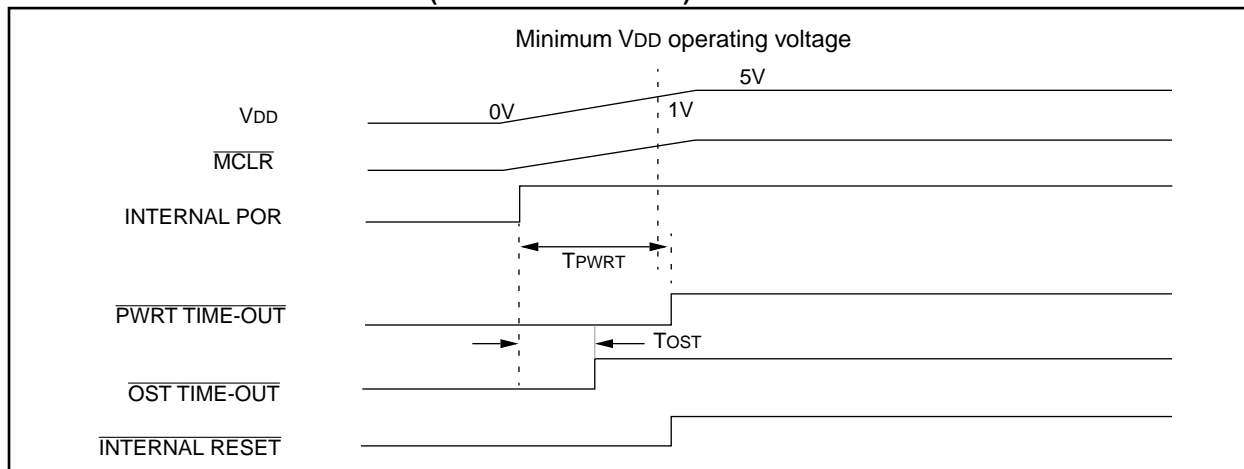 Minimum VDD operating voltage
5V
0V
1V
VDD
MCLR
INTERNAL POR
TPWRT
PWRT TIME-OUT
TOST
OST TIME-OUT
INTERNAL RESET